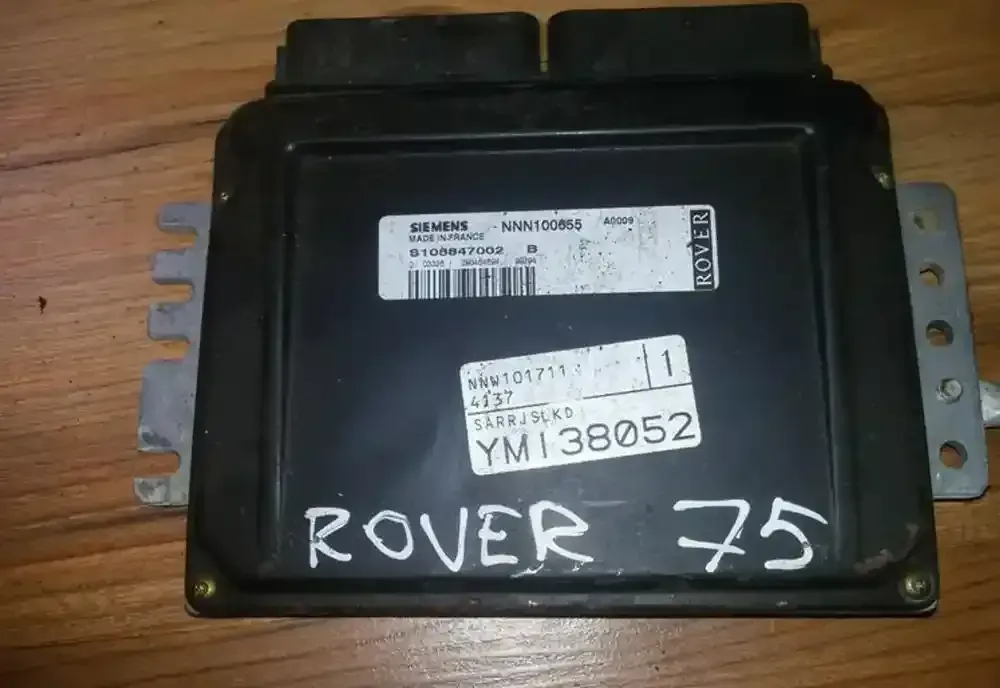 SIEMENS - NNN100655 A0009
MADE IN FRANCE
S108847002 B
ROVER
NNW101711 1
4137
SARRJSLKD
YM138052
ROVER 75